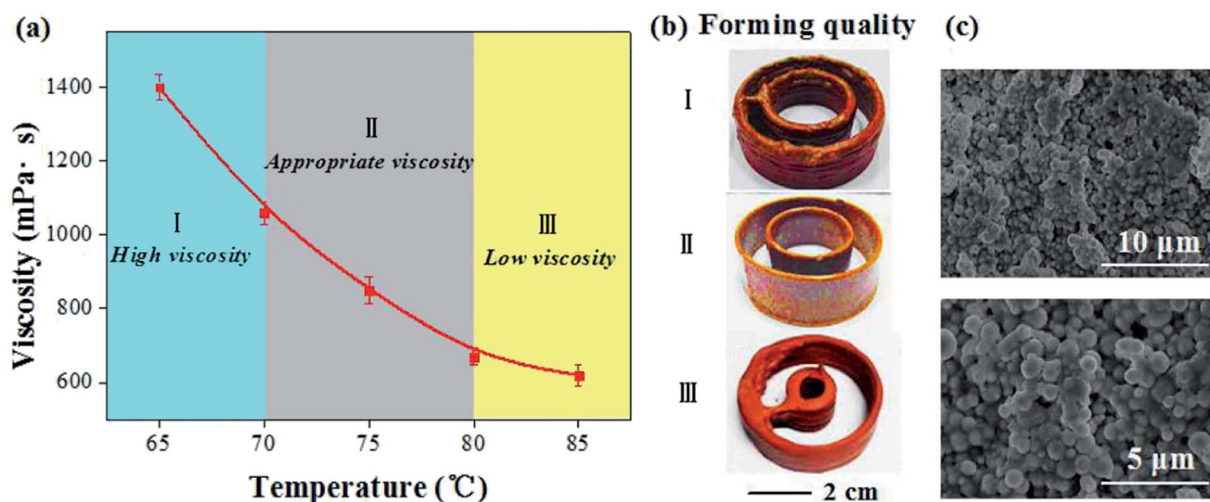 (a)
Viscosity (mPa· s)
1400
1200
1000
800
600
65
70
75
80
85
Temperature (℃)
Ⅰ
High viscosity
Ⅱ
Appropriate viscosity
Ⅲ
Low viscosity
(b) Forming quality
Ⅰ
Ⅱ
Ⅲ
2 cm
(c)
10 μm
5 μm